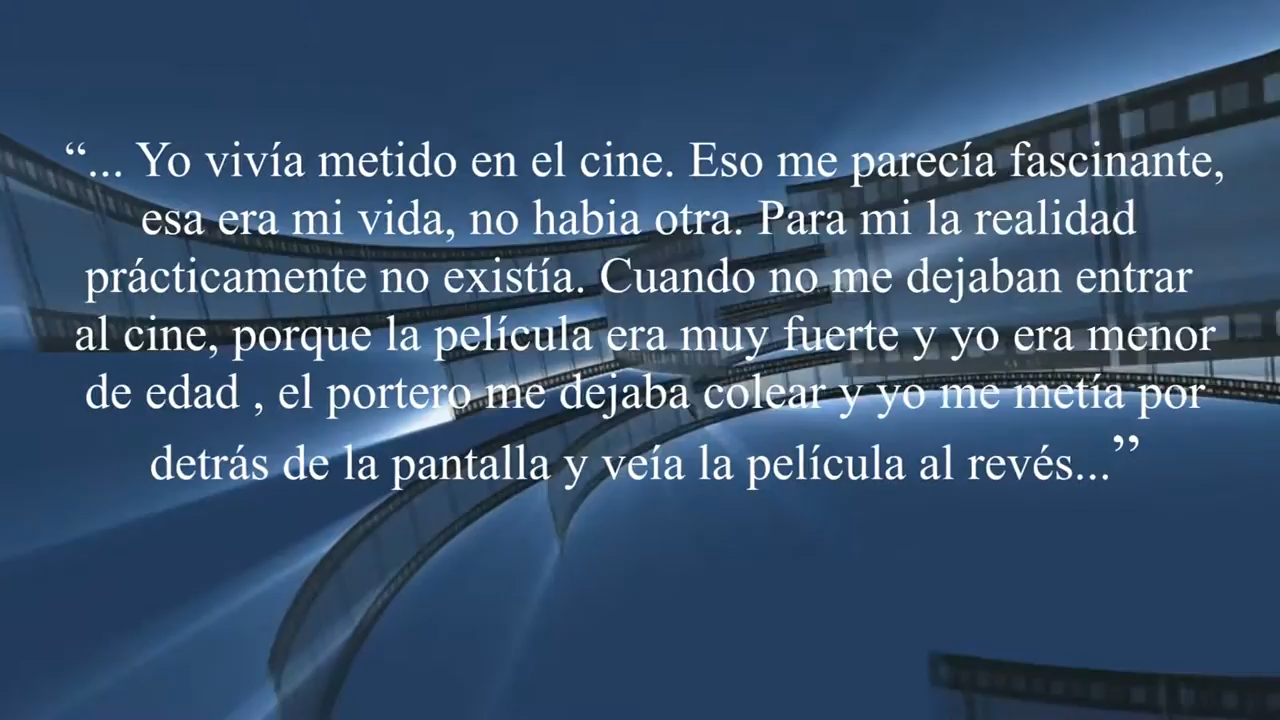 “... Yo vivía metido en el cine. Eso me parecía fascinante,
esa era mi vida, no habia otra. Para mi la realidad
prácticamente no existía. Cuando no me dejaban entrar
al cine, porque la película era muy fuerte y yo era menor
de edad , el portero me dejaba colear y yo me metía por
detrás de la pantalla y veía la película al revés...”